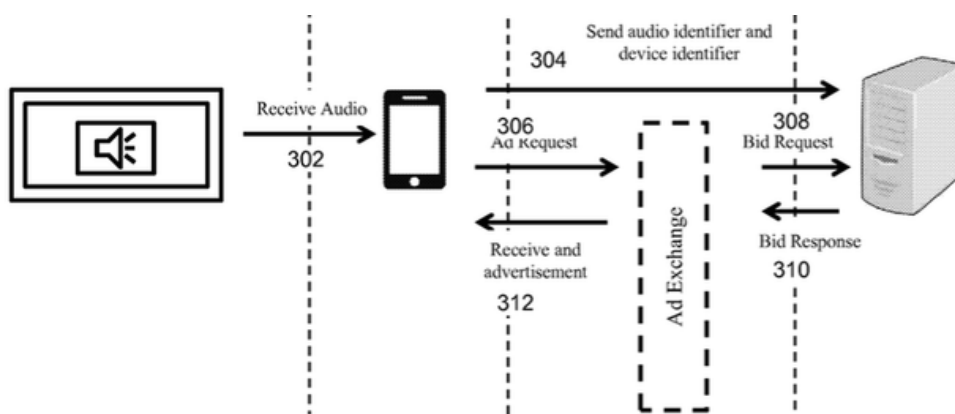 Send audio identifier and
device identifier
304
Receive Audio
302
306
Ad Request
308
Bid Request
Receive and
advertisement
312
Bid Response
310
Ad Exchange